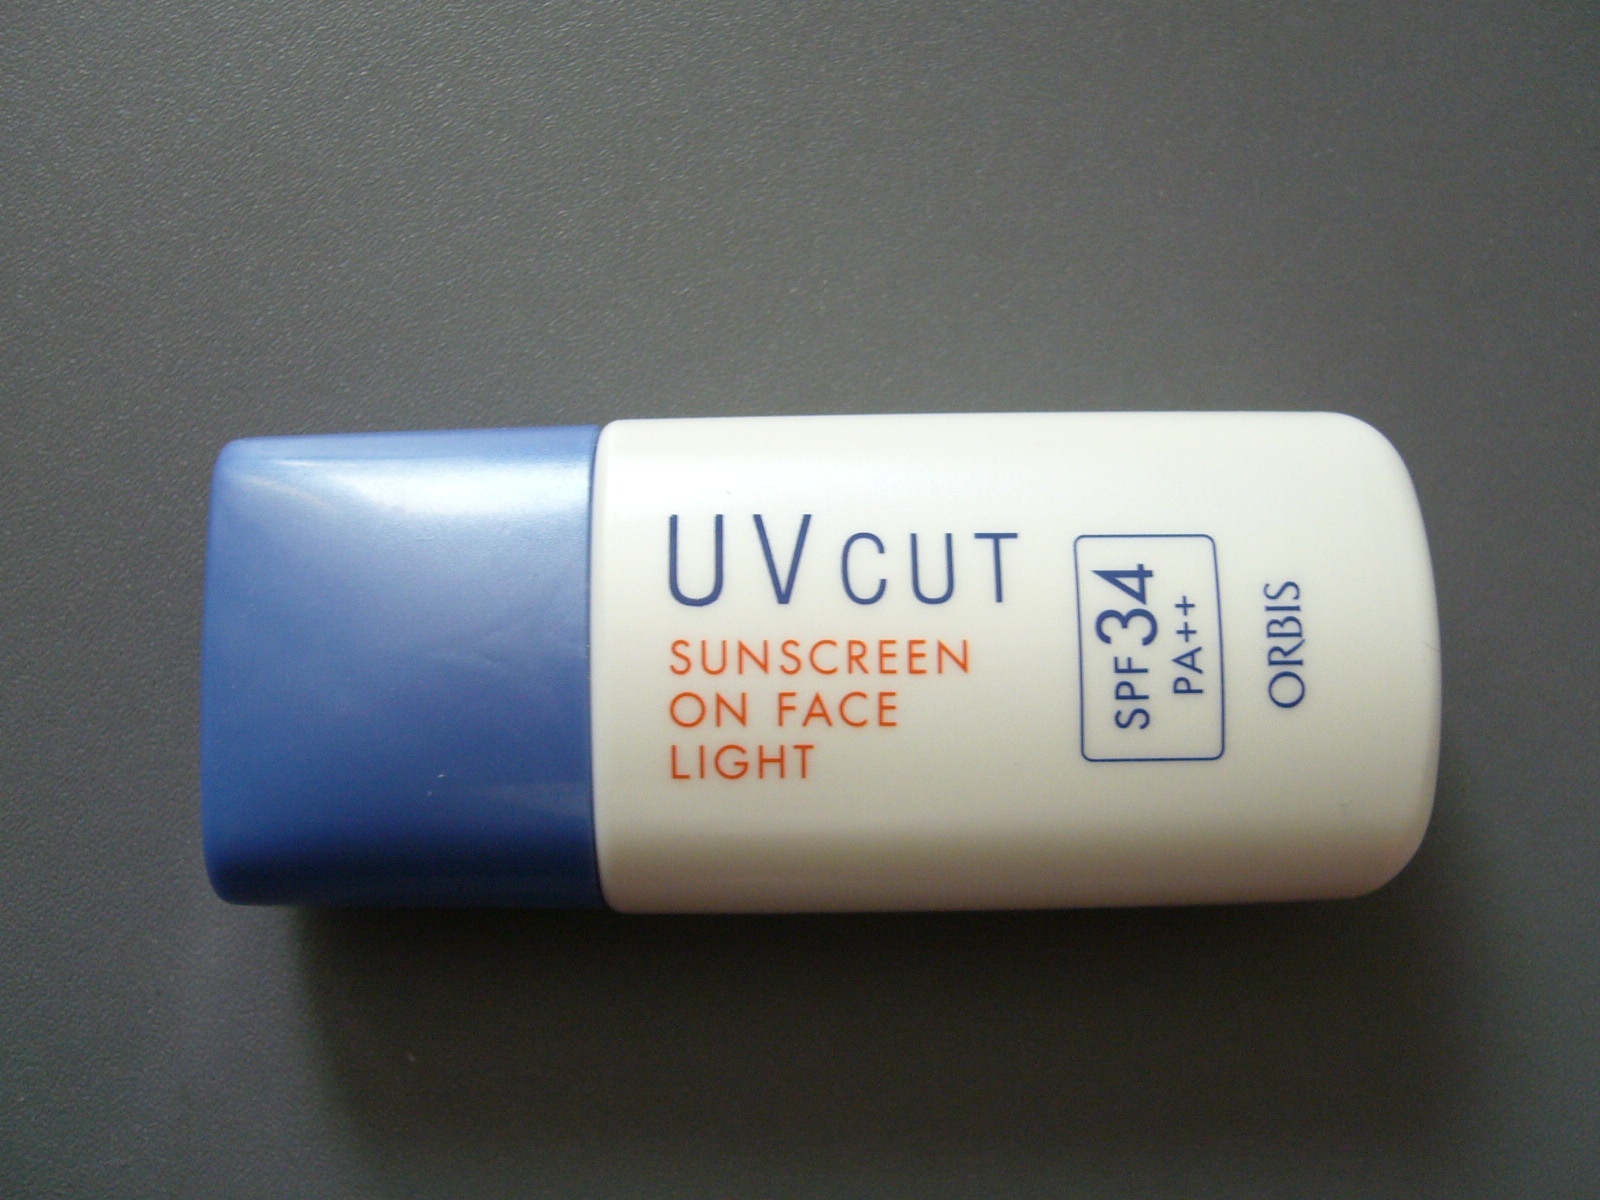 UV CUT
SUNSCREEN
ON FACE
LIGHT
SPF 34
PA++
ORBIS